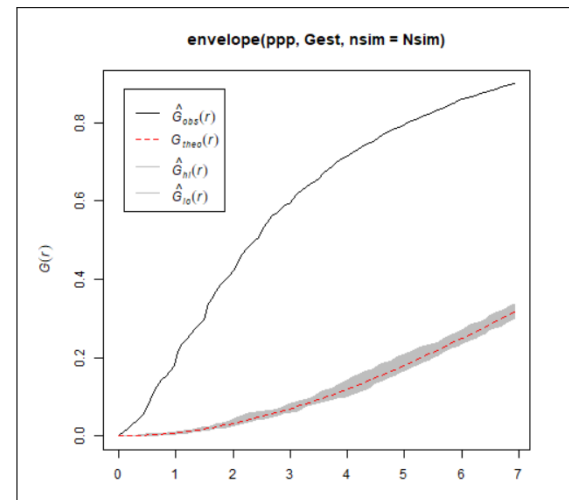 envelope(ppp, Gest, nsim = Nsim)
Ĝobs(r)
Gtheo(r)
Ĝhi(r)
Ĝlo(r)
G(r)
0.8
0.6
0.4
0.2
0.0
0 1 2 3 4 5 6 7